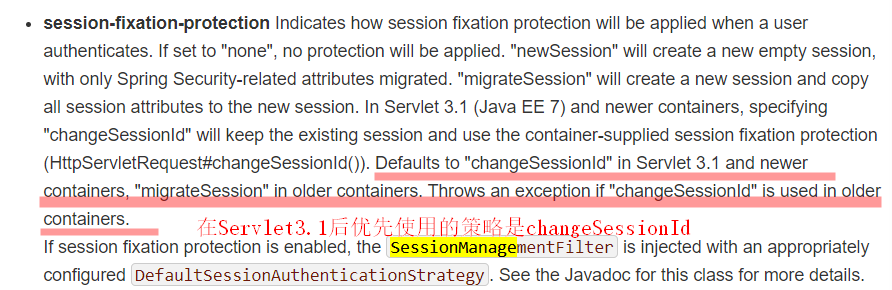 session-fixation-protection Indicates how session fixation protection will be applied when a user
authenticates. If set to "none", no protection will be applied. "newSession" will create a new empty session,
with only Spring Security-related attributes migrated. "migrateSession" will create a new session and copy
all session attributes to the new session. In Servlet 3.1 (Java EE 7) and newer containers, specifying
"changeSessionId" will keep the existing session and use the container-supplied session fixation protection
(HttpServletRequest#changeSessionId()). Defaults to "changeSessionId" in Servlet 3.1 and newer
containers, "migrateSession" in older containers. Throws an exception if "changeSessionId" is used in older
containers.
在Servlet3.1后优先使用的策略是changeSessionId
If session fixation protection is enabled, the SessionManagementFilter is injected with an appropriately
configured DefaultSessionAuthenticationStrategy. See the Javadoc for this class for more details.